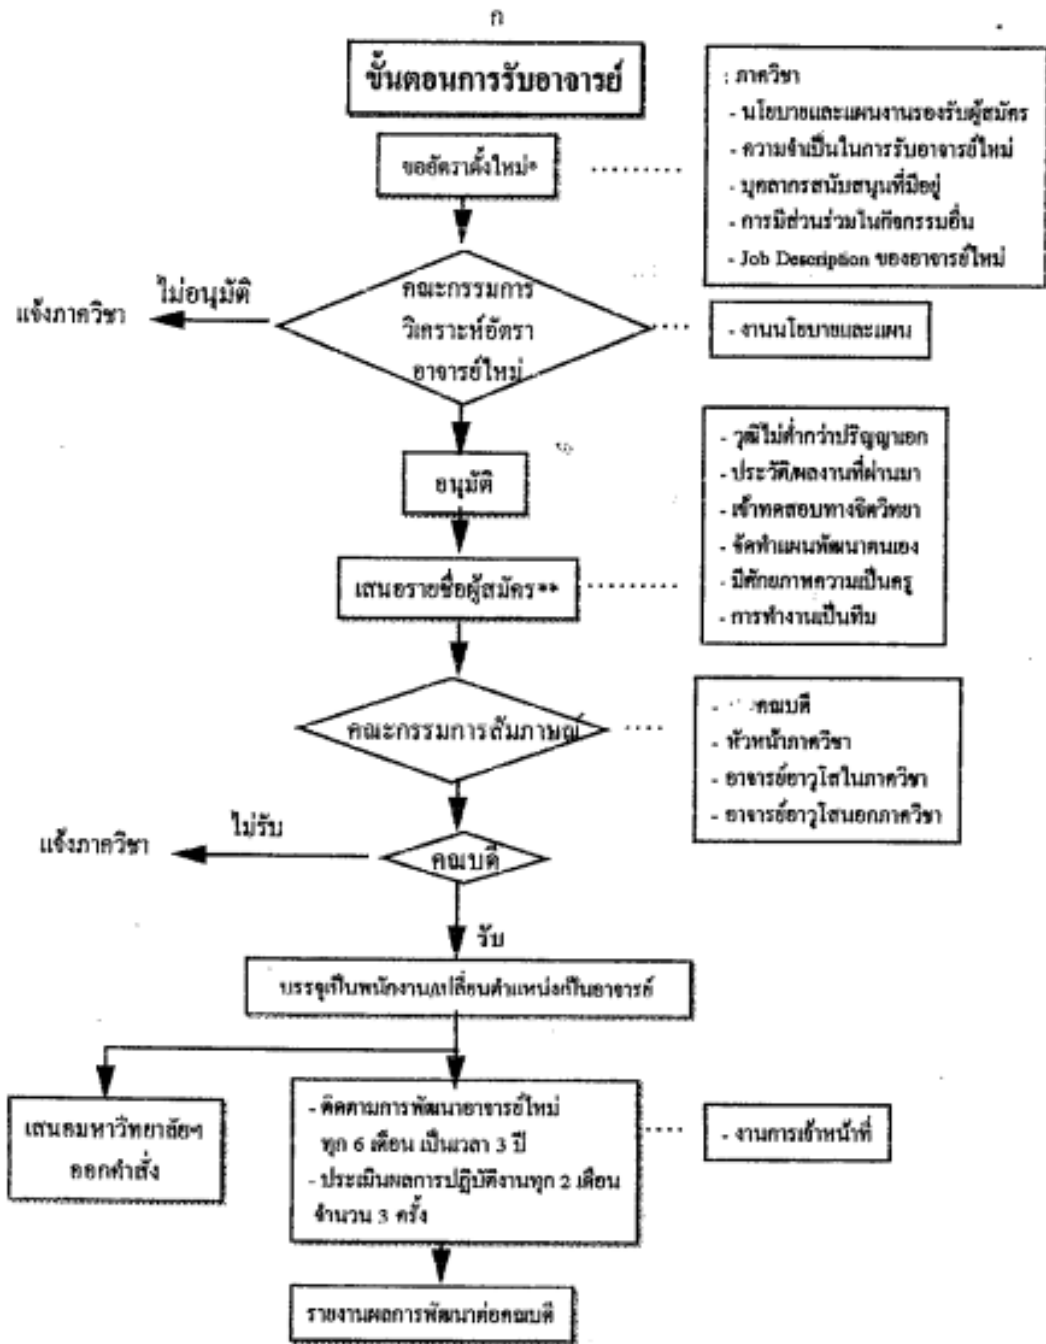 ก
ขั้นตอนการรับอาจารย์
ขออัตราตั้งใหม่*
: ภาควิชา
- นโยบายและแผนงานรองรับผู้สมัคร
- ความจำเป็นในการรับอาจารย์ใหม่
- บุคลากรสนับสนุนที่มีอยู่
- การมีส่วนร่วมในกิจกรรมอื่น
- Job Description ของอาจารย์ใหม่
คณะกรรมการ
วิเคราะห์อัตรา
อาจารย์ใหม่
ไม่อนุมัติ
แจ้งภาควิชา
- งานนโยบายและแผน
อนุมัติ
เสนอรายชื่อผู้สมัคร**
- วุฒิไม่ต่ำกว่าปริญญาเอก
- ประวัติ/ผลงานที่ผ่านมา
- เข้าทดสอบทางจิตวิทยา
- จัดทำแผนพัฒนาตนเอง
- มีศักยภาพความเป็นครู
- การทำงานเป็นทีม
คณะกรรมการสัมภาษณ์
- คณบดี
- หัวหน้าภาควิชา
- อาจารย์อาวุโสในภาควิชา
- อาจารย์อาวุโสนอกภาควิชา
คณบดี
ไม่รับ
แจ้งภาควิชา
รับ
บรรจุเป็นพนักงาน/เปลี่ยนตำแหน่งเป็นอาจารย์
เสนอมหาวิทยาลัยฯ
ออกคำสั่ง
- ติดตามการพัฒนาอาจารย์ใหม่
ทุก 6 เดือน เป็นเวลา 3 ปี
- ประเมินผลการปฏิบัติงานทุก 2 เดือน
จำนวน 3 ครั้ง
- งานการเจ้าหน้าที่
รายงานผลการพัฒนาต่อคณบดี